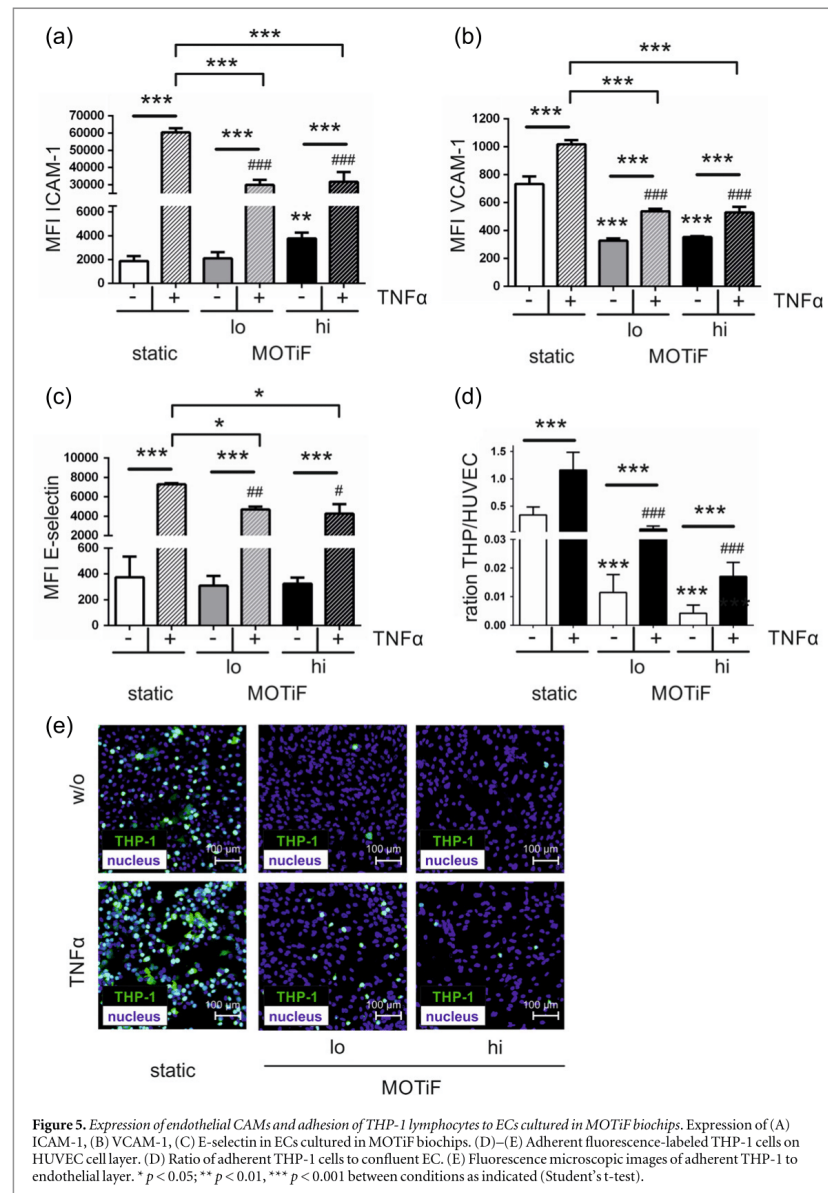 (a)
***
***
***
***
***
###
###
**
70000
60000
50000
40000
30000
20000
6000
4000
2000
0
MFI ICAM-1
- + - + - + TNFα
lo hi
static MOTiF
(b)
***
***
***
***
***
###
###
***
***
1200
1000
800
600
400
200
0
MFI VCAM-1
- + - + - + TNFα
lo hi
static MOTiF
(c)
*
*
***
***
***
##
#
10000
8000
6000
4000
2000
600
400
200
0
MFI E-selectin
- + - + - + TNFα
lo hi
static MOTiF
(d)
***
***
***
###
###
***
***
***
1.5
1.0
0.5
0.03
0.02
0.01
0.00
ration THP/HUVEC
- + - + - + TNFα
lo hi
static MOTiF
(e)
w/o
THP-1 100 µm
nucleus
THP-1 100 µm
nucleus
THP-1 100 µm
nucleus
TNFα
THP-1 100 µm
nucleus
THP-1 100 µm
nucleus
THP-1 100 µm
nucleus
lo hi
static
MOTiF
Figure 5. Expression of endothelial CAMs and adhesion of THP-1 lymphocytes to ECs cultured in MOTiF biochips. Expression of (A)
ICAM-1, (B) VCAM-1, (C) E-selectin in ECs cultured in MOTiF biochips. (D)–(E) Adherent fluorescence-labeled THP-1 cells on
HUVEC cell layer. (D) Ratio of adherent THP-1 cells to confluent EC. (E) Fluorescence microscopic images of adherent THP-1 to
endothelial layer. * p < 0.05; ** p < 0.01, *** p < 0.001 between conditions as indicated (Student's t-test).